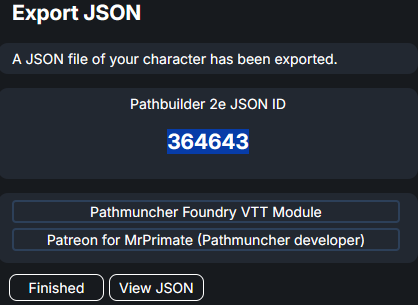 Export JSON
A JSON file of your character has been exported.
Pathbuilder 2e JSON ID
364643
Pathmuncher Foundry VTT Module
Patreon for MrPrimate (Pathmuncher developer)
Finished View JSON